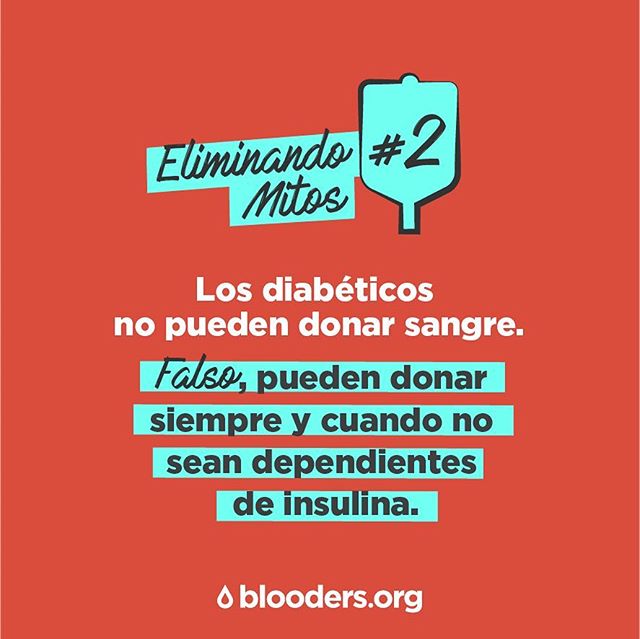 Eliminando
Mitos
#2
Los diabéticos
no pueden donar sangre.
Falso, pueden donar
siempre y cuando no
sean dependientes
de insulina.
blooders.org